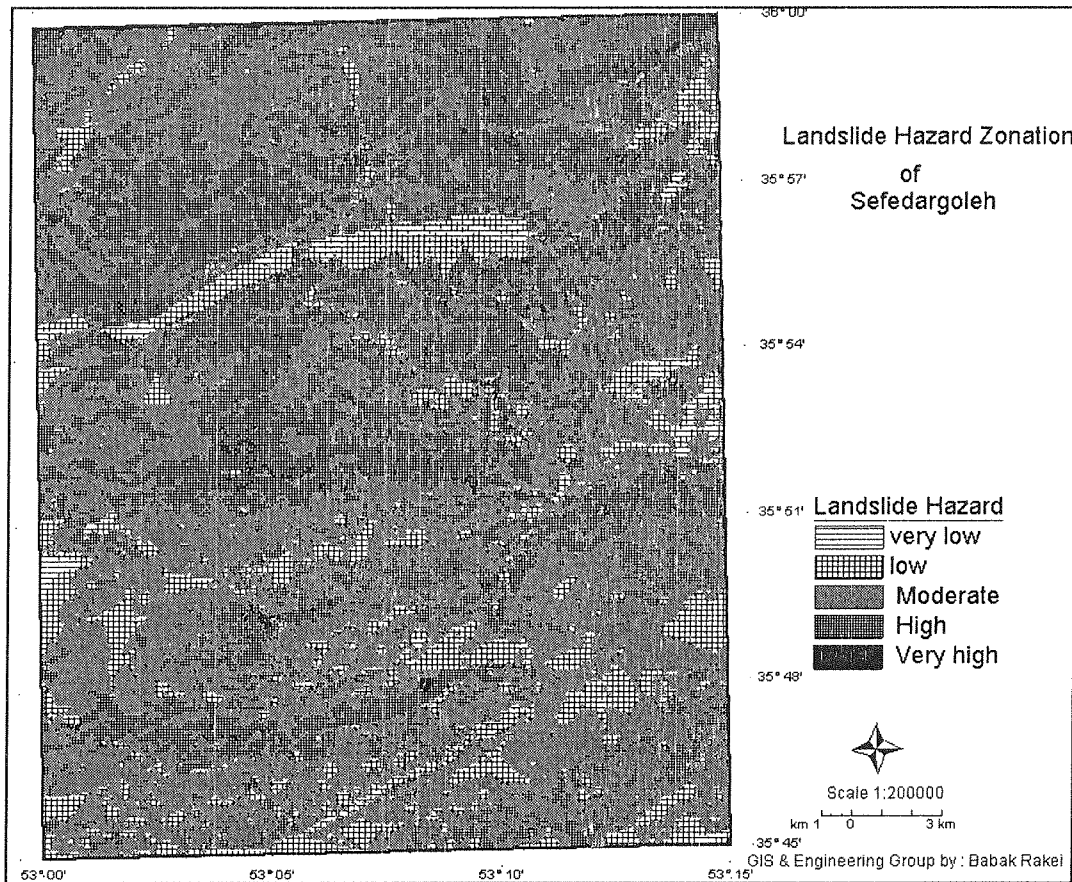 36° 00'
Landslide Hazard Zonation
of
Sefedargoleh
35° 57'
35° 54'
35° 51'
Landslide Hazard
very low
low
Moderate
High
Very high
35° 48'
Scale 1:200000
km 1 0 3 km
35° 45'
GIS & Engineering Group by : Babak Rakei
53° 00' 53° 05' 53° 10' 53° 15'